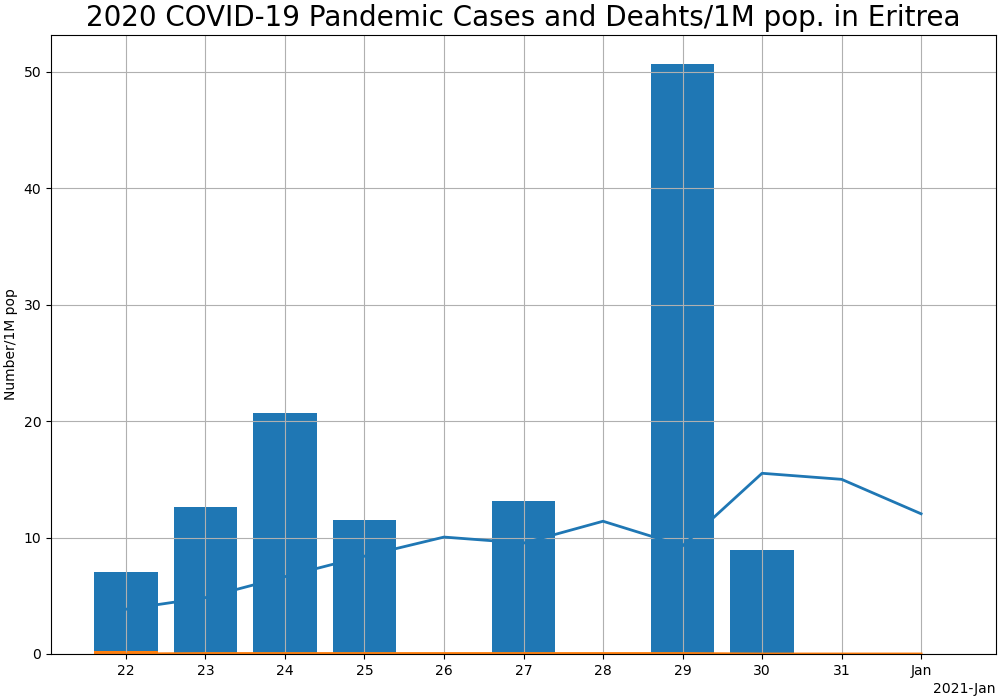 2020 COVID-19 Pandemic Cases and Deahts/1M pop. in Eritrea
Number/1M pop
50
40
30
20
10
0
22 23 24 25 26 27 28 29 30 31 Jan
2021-Jan